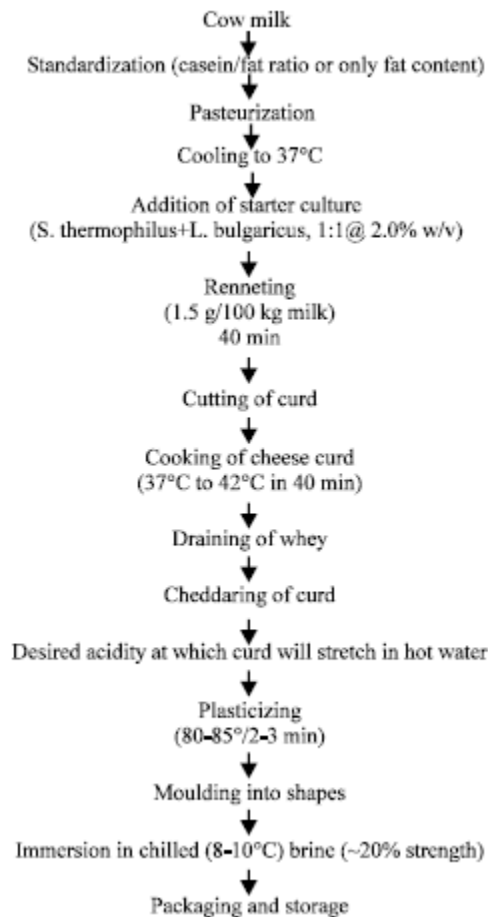 Cow milk
Standardization (casein/fat ratio or only fat content)
Pasteurization
Cooling to 37°C
Addition of starter culture
(S. thermophilus+L. bulgaricus, 1:1@ 2.0% w/v)
Renneting
(1.5 g/100 kg milk)
40 min
Cutting of curd
Cooking of cheese curd
(37°C to 42°C in 40 min)
Draining of whey
Cheddaring of curd
Desired acidity at which curd will stretch in hot water
Plasticizing
(80-85°/2-3 min)
Moulding into shapes
Immersion in chilled (8-10°C) brine (~20% strength)
Packaging and storage